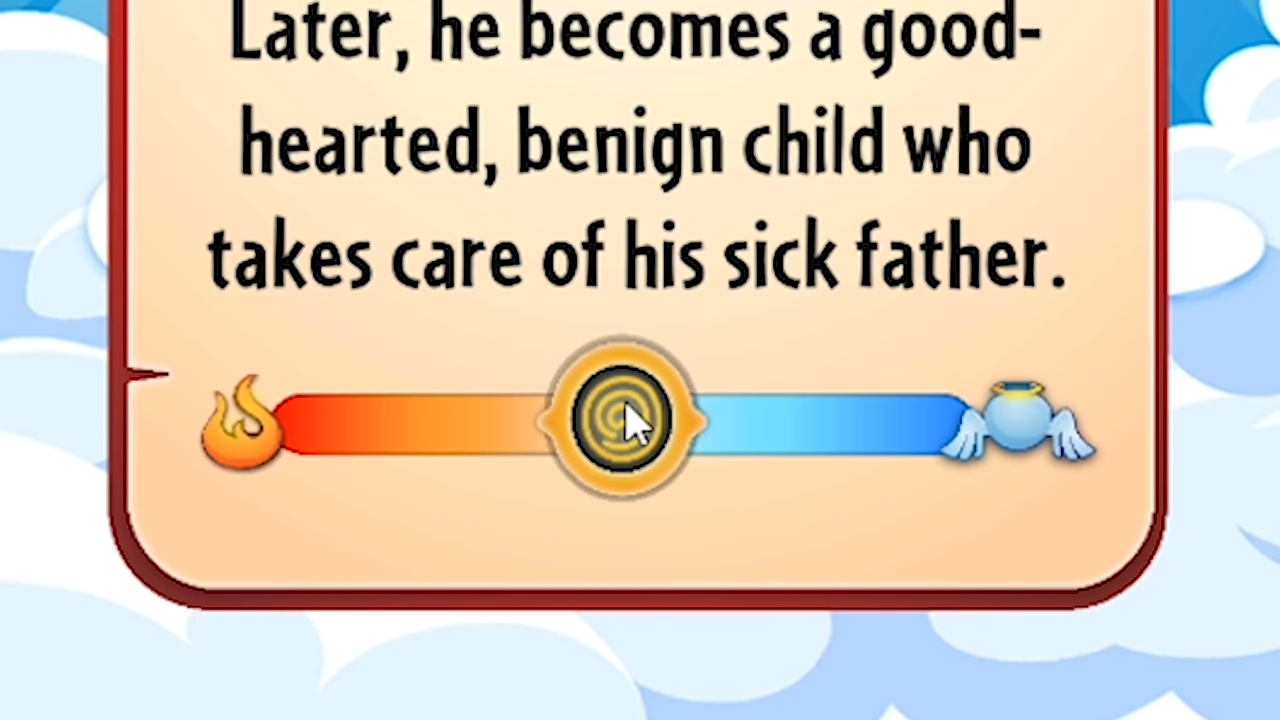 Later, he becomes a good-
hearted, benign child who
takes care of his sick father.